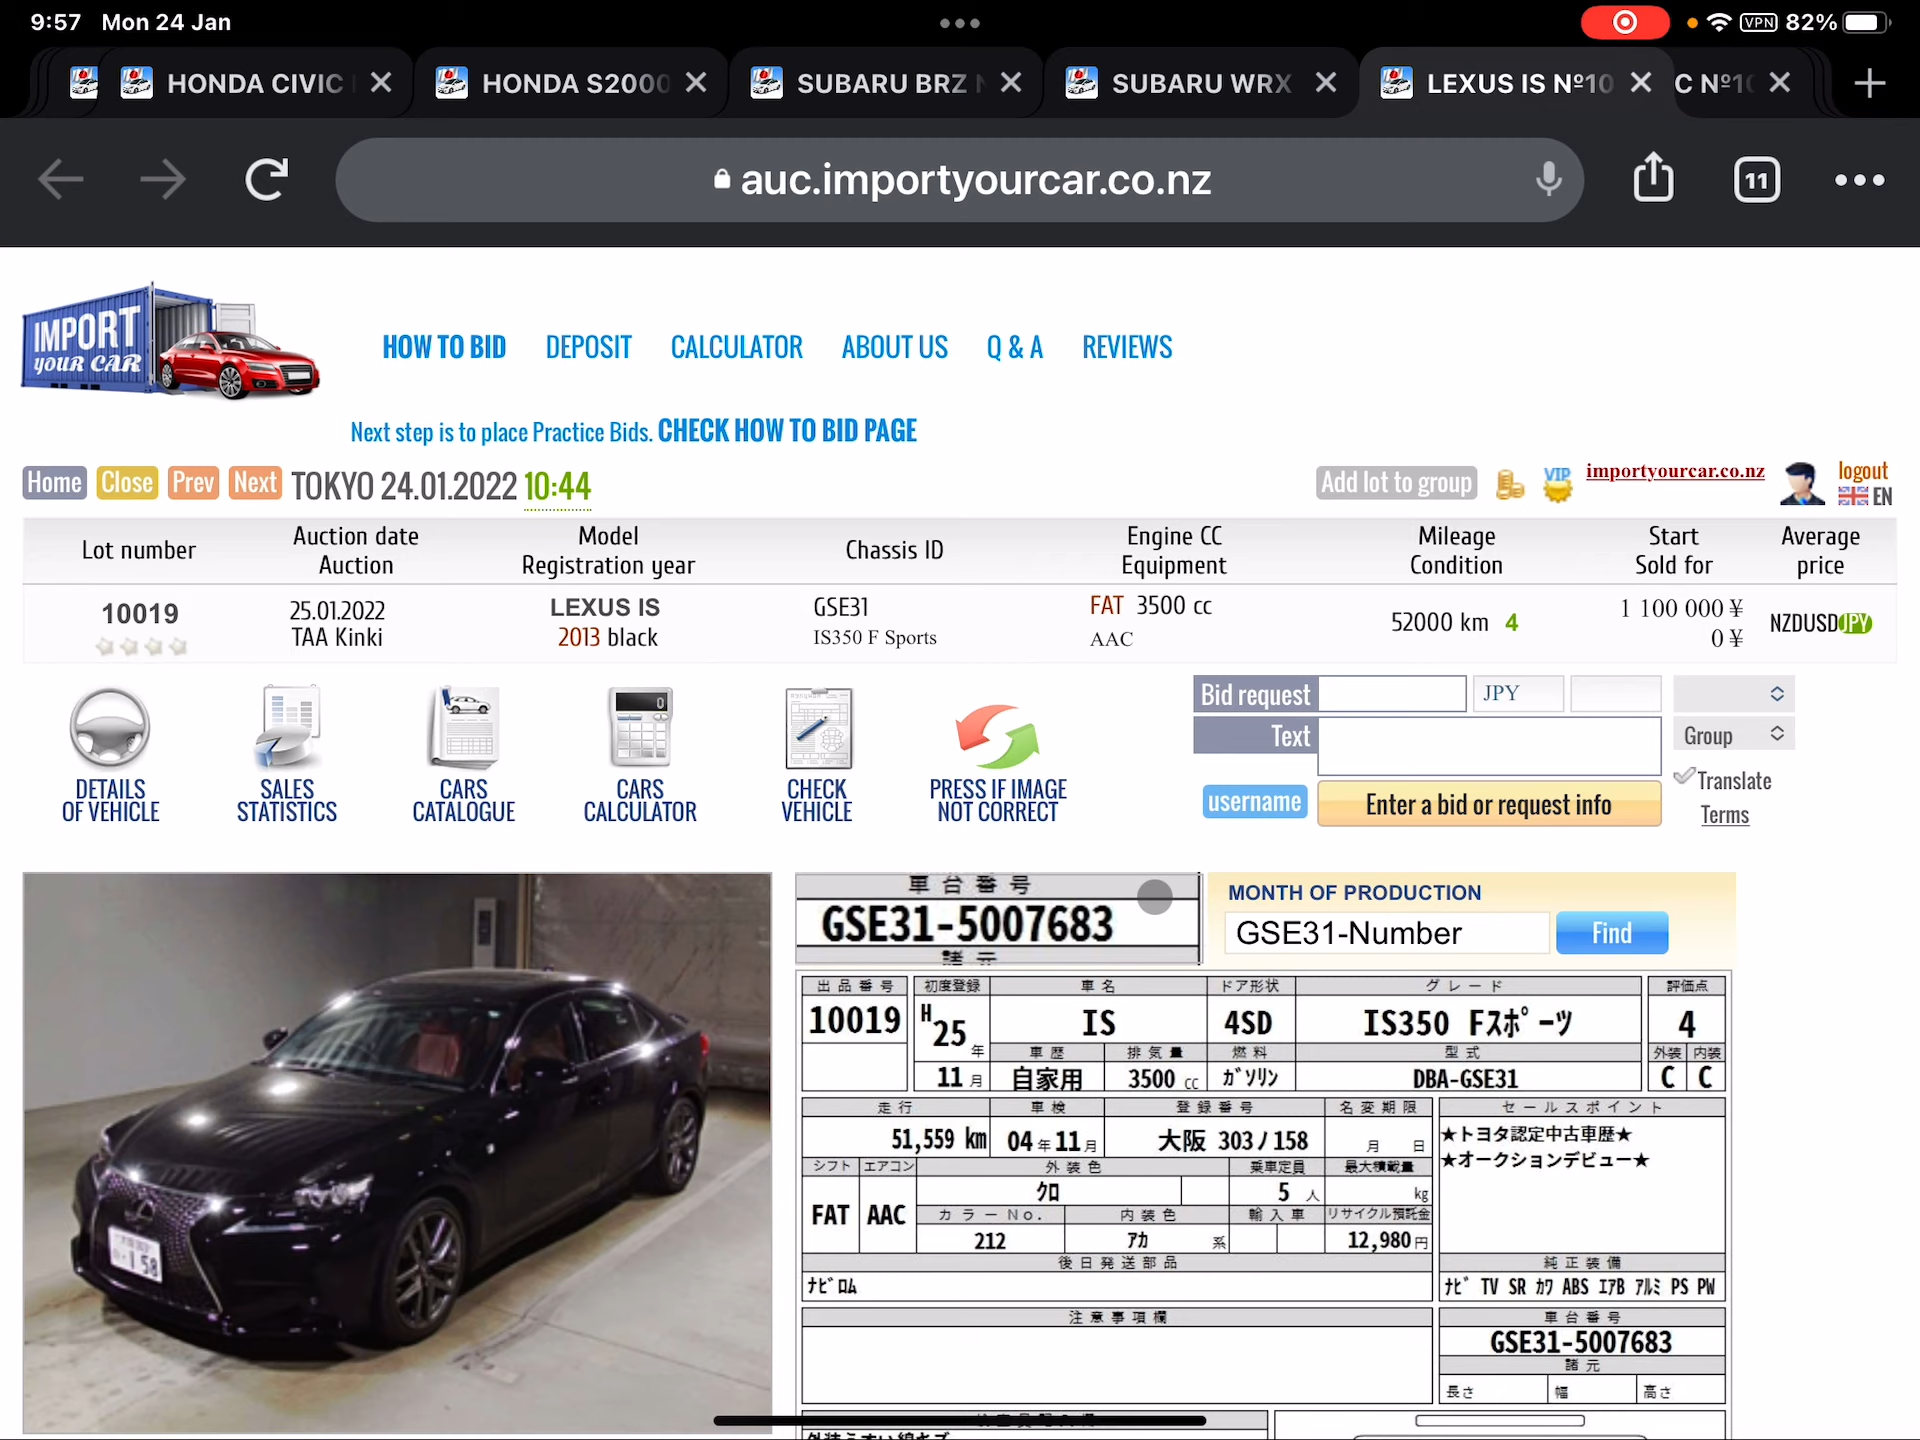 9:57 Mon 24 Jan
VPN 82%
HONDA CIVIC
HONDA S2000
SUBARU BRZ
SUBARU WRX
LEXUS IS Nº10
C Nº10
auc.importyourcar.co.nz
11
IMPORT
YOUR CAR
HOW TO BID DEPOSIT CALCULATOR ABOUT US Q & A REVIEWS
Next step is to place Practice Bids. CHECK HOW TO BID PAGE
Home Close Prev Next TOKYO 24.01.2022 10:44
Add lot to group VIP importyourcar.co.nz logout
EN
Lot number
Auction date
Auction
Model
Registration year
Chassis ID
Engine CC
Equipment
Mileage
Condition
Start
Sold for
Average
price
10019
25.01.2022
TAA Kinki
LEXUS IS
2013 black
GSE31
IS350 F Sports
FAT 3500 cc
AAC
52000 km 4
1 100 000 ¥
0 ¥
NZDUSDJPY
DETAILS
OF VEHICLE
SALES
STATISTICS
CARS
CATALOGUE
CARS
CALCULATOR
CHECK
VEHICLE
PRESS IF IMAGE
NOT CORRECT
Bid request JPY
Text
Group
username
Enter a bid or request info
Translate
Terms
車台番号
GSE31-5007683
諸元
MONTH OF PRODUCTION
GSE31-Number
Find
出品番号 初度登録 車名 ドア形状 グレード 評価点
10019 H25年 IS 4SD IS350 Fスポーツ 4
車歴 排気量 燃料 型式 外装 内装
11月 自家用 3500cc ガソリン DBA-GSE31 C C
走行 車検 登録番号 名変期限 セールスポイント
51,559 km 04年11月 大阪 303/158 月 日
★トヨタ認定中古車歴★
★オークションデビュー★
シフト エアコン 外装色 乗車定員 最大積載量
クロ 5人 kg
FAT AAC
カラーNo. 内装色 輸入車 リサイクル預託金
212 アカ 系 12,980円
後日発送部品 純正装備
ナビロム
ナビ TV SR カワ ABS エアB アルミ PS PW
注意事項欄 車台番号
GSE31-5007683
諸元
長さ 幅 高さ
158